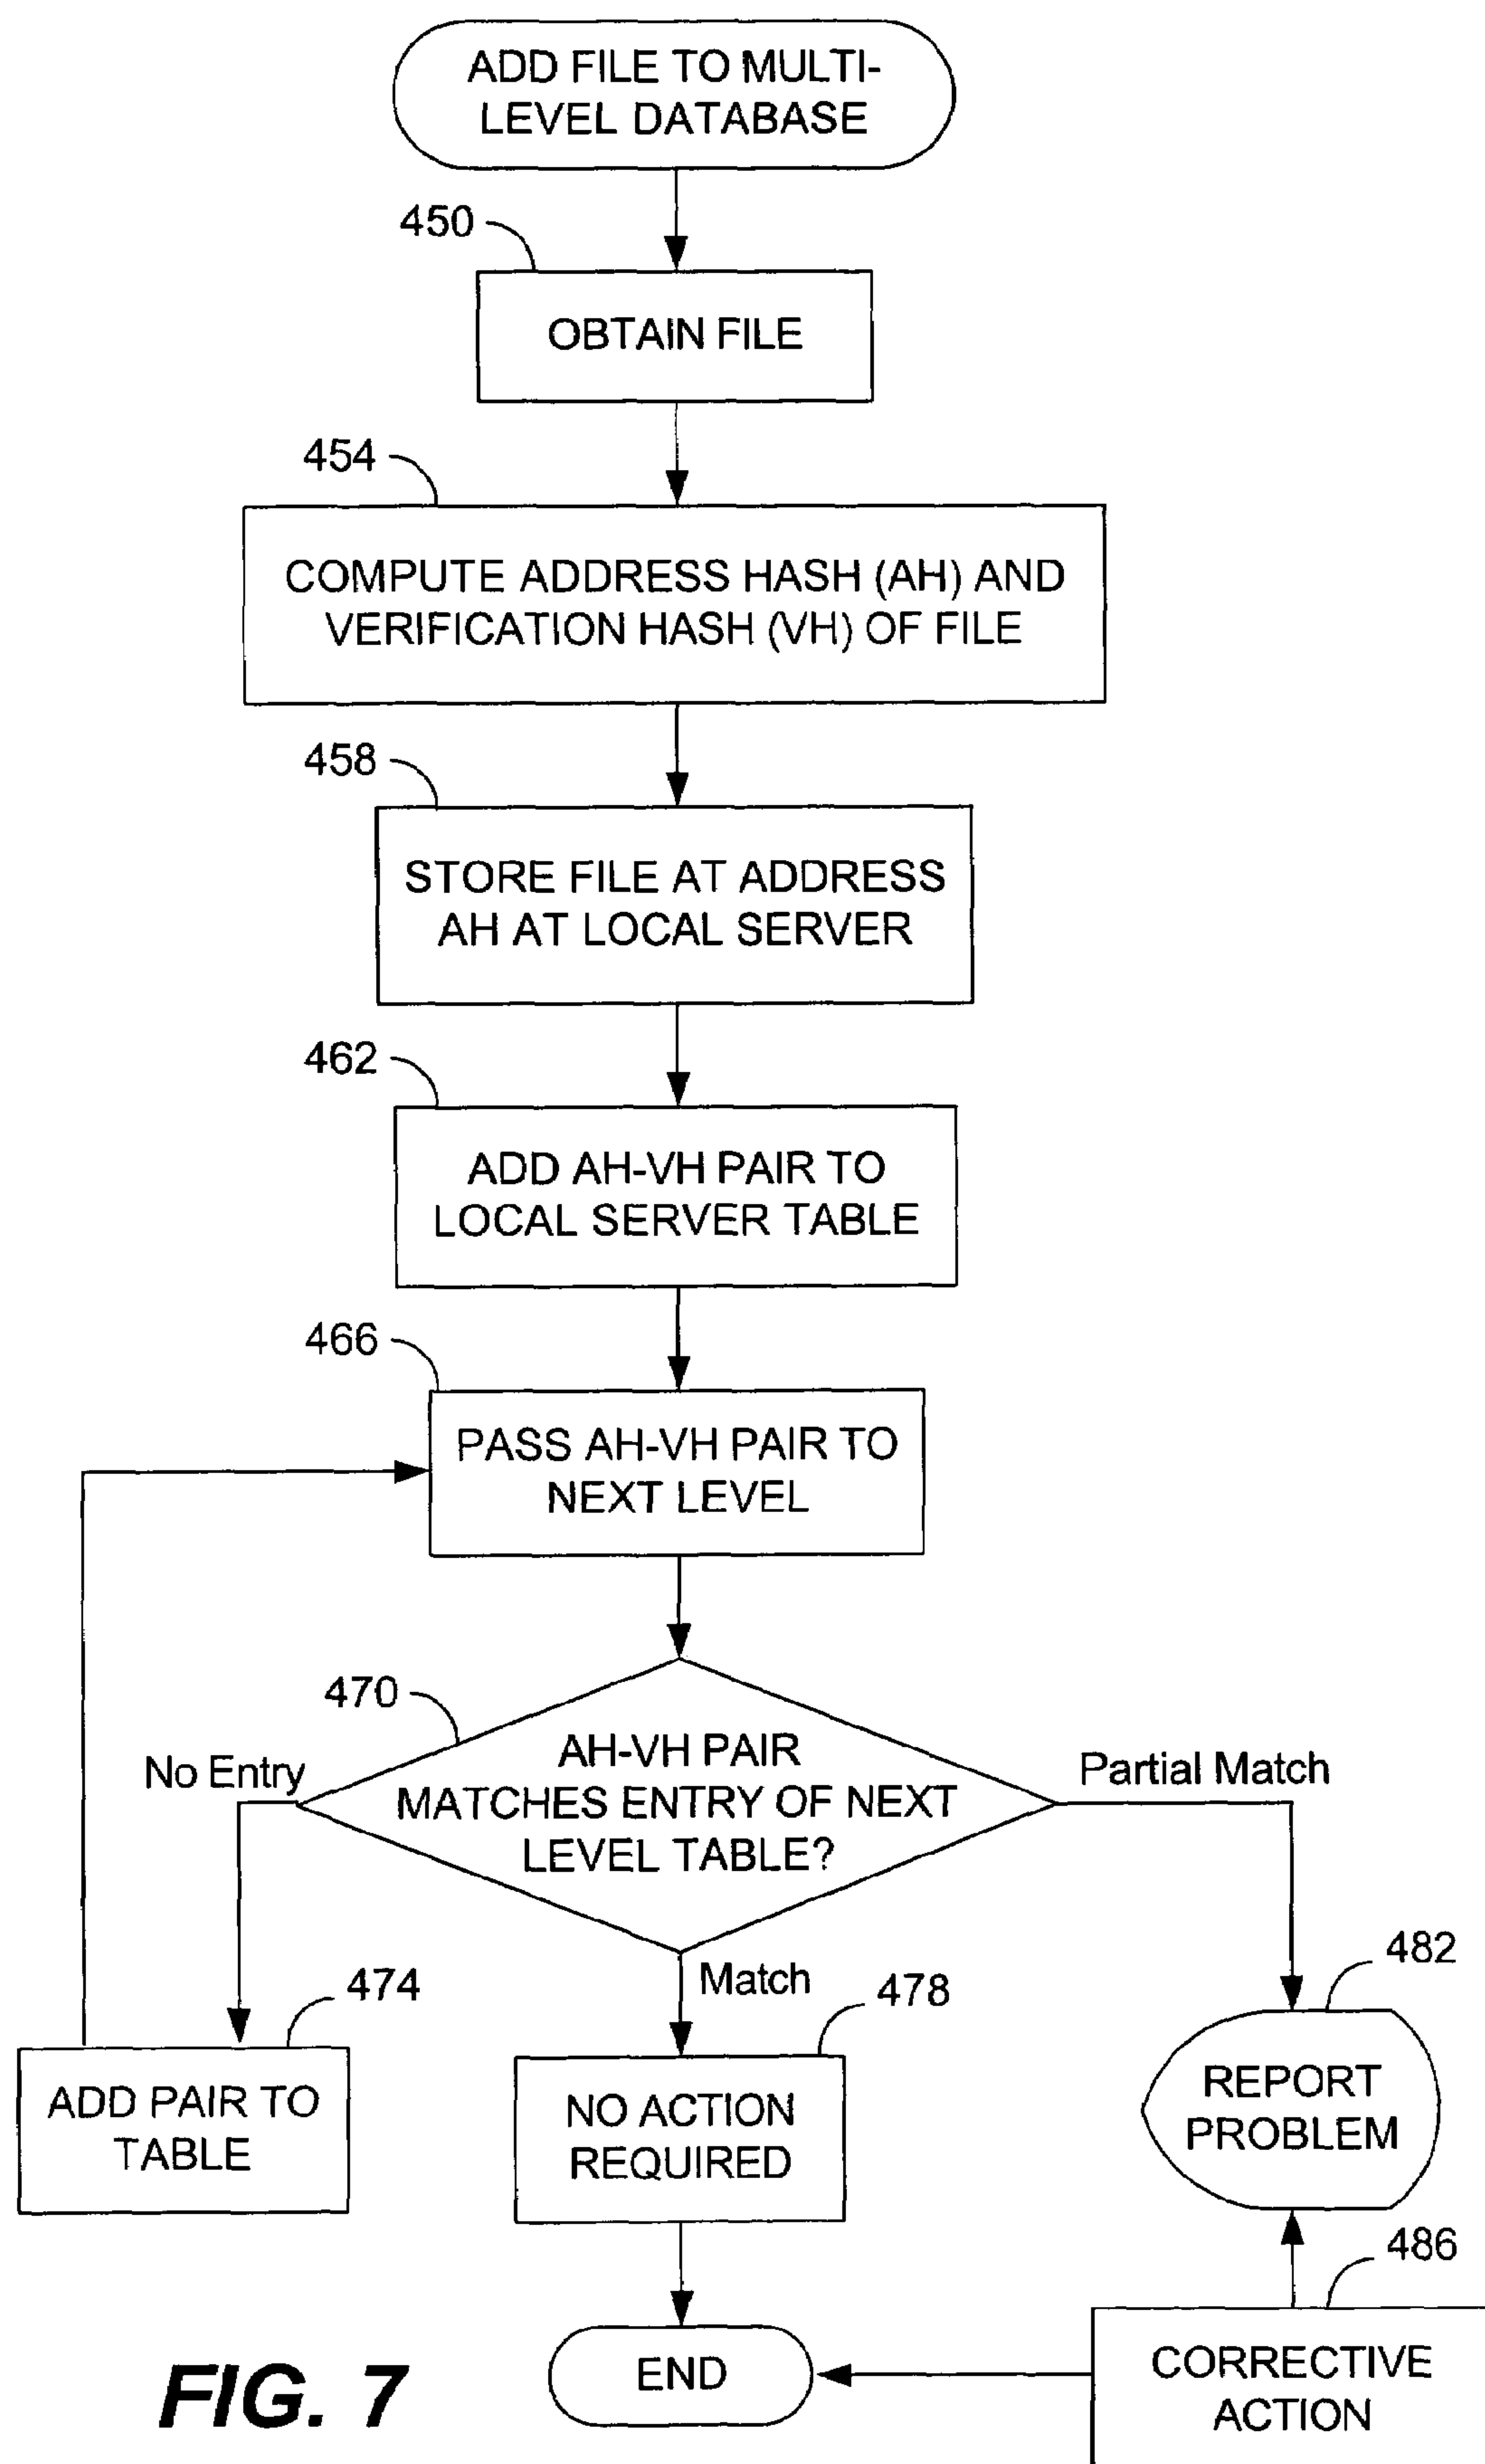 ADD FILE TO MULTI-
LEVEL DATABASE
450
OBTAIN FILE
454
COMPUTE ADDRESS HASH (AH) AND
VERIFICATION HASH (VH) OF FILE
458
STORE FILE AT ADDRESS
AH AT LOCAL SERVER
462
ADD AH-VH PAIR TO
LOCAL SERVER TABLE
466
PASS AH-VH PAIR TO
NEXT LEVEL
470
AH-VH PAIR
MATCHES ENTRY OF NEXT
LEVEL TABLE?
No Entry
Partial Match
Match
474
ADD PAIR TO
TABLE
478
NO ACTION
REQUIRED
482
REPORT
PROBLEM
486
CORRECTIVE
ACTION
END
FIG. 7